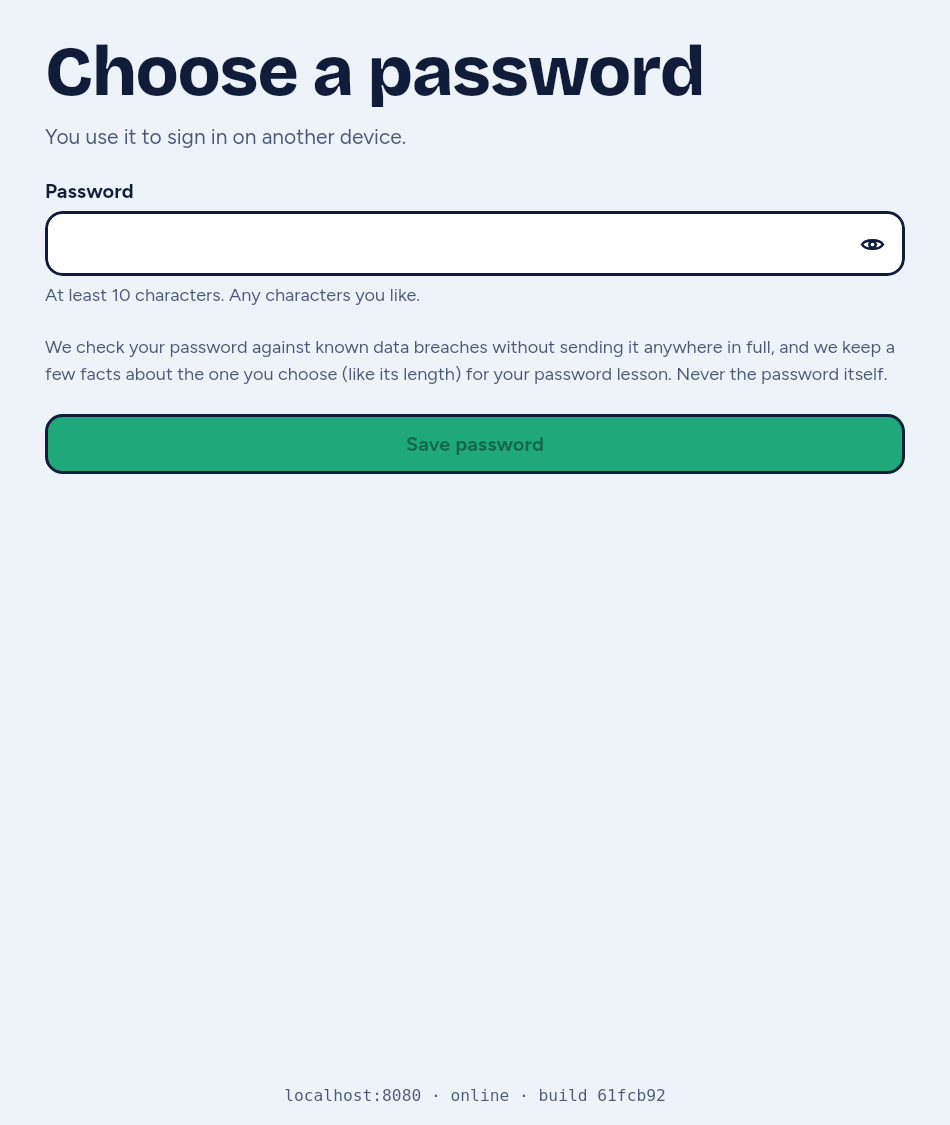 Choose a password
You use it to sign in on another device.
Password
At least 10 characters. Any characters you like.
We check your password against known data breaches without sending it anywhere in full, and we keep a
few facts about the one you choose (like its length) for your password lesson. Never the password itself.
Save password
localhost:8080 · online · build 61fcb92